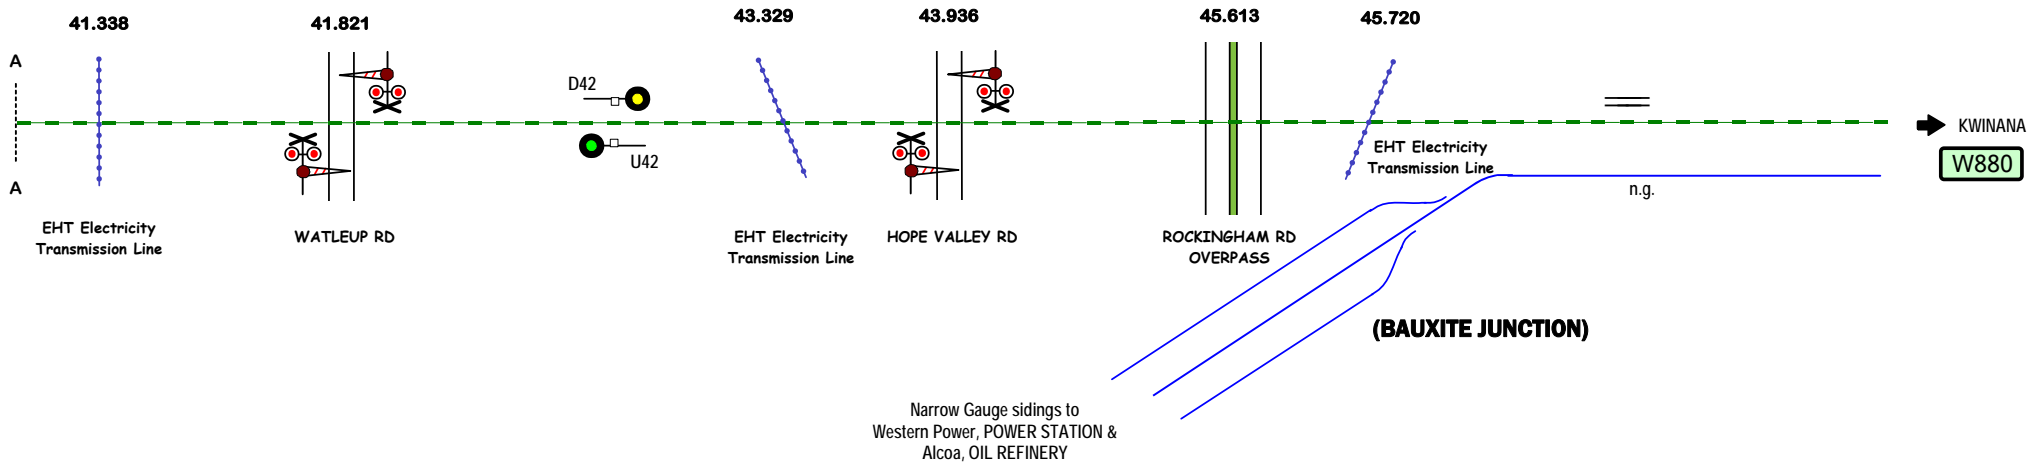 41.338
41.821
43.329
43.936
45.613
45.720
A
A
D42
U42
EHT Electricity
Transmission Line
WATLEUP RD
EHT Electricity
Transmission Line
HOPE VALLEY RD
ROCKINGHAM RD
OVERPASS
EHT Electricity
Transmission Line
n.g.
KWINANA
W880
(BAUXITE JUNCTION)
Narrow Gauge sidings to
Western Power, POWER STATION &
Alcoa, OIL REFINERY